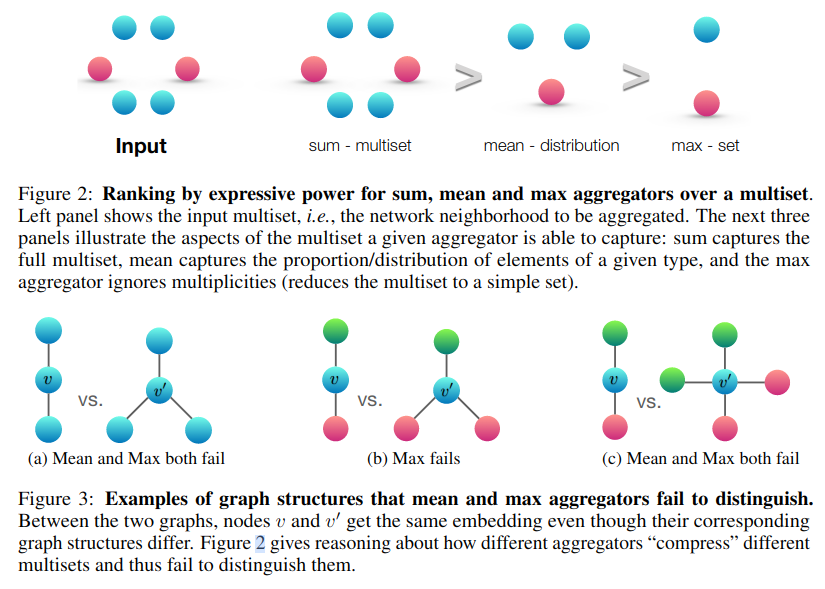 Input
sum - multiset
>
mean - distribution
>
max - set
Figure 2: Ranking by expressive power for sum, mean and max aggregators over a multiset.
Left panel shows the input multiset, i.e., the network neighborhood to be aggregated. The next three
panels illustrate the aspects of the multiset a given aggregator is able to capture: sum captures the
full multiset, mean captures the proportion/distribution of elements of a given type, and the max
aggregator ignores multiplicities (reduces the multiset to a simple set).
v
vs.
v′
(a) Mean and Max both fail
v
vs.
v′
(b) Max fails
v
vs.
v′
(c) Mean and Max both fail
Figure 3: Examples of graph structures that mean and max aggregators fail to distinguish.
Between the two graphs, nodes v and v′ get the same embedding even though their corresponding
graph structures differ. Figure 2 gives reasoning about how different aggregators “compress” different
multisets and thus fail to distinguish them.